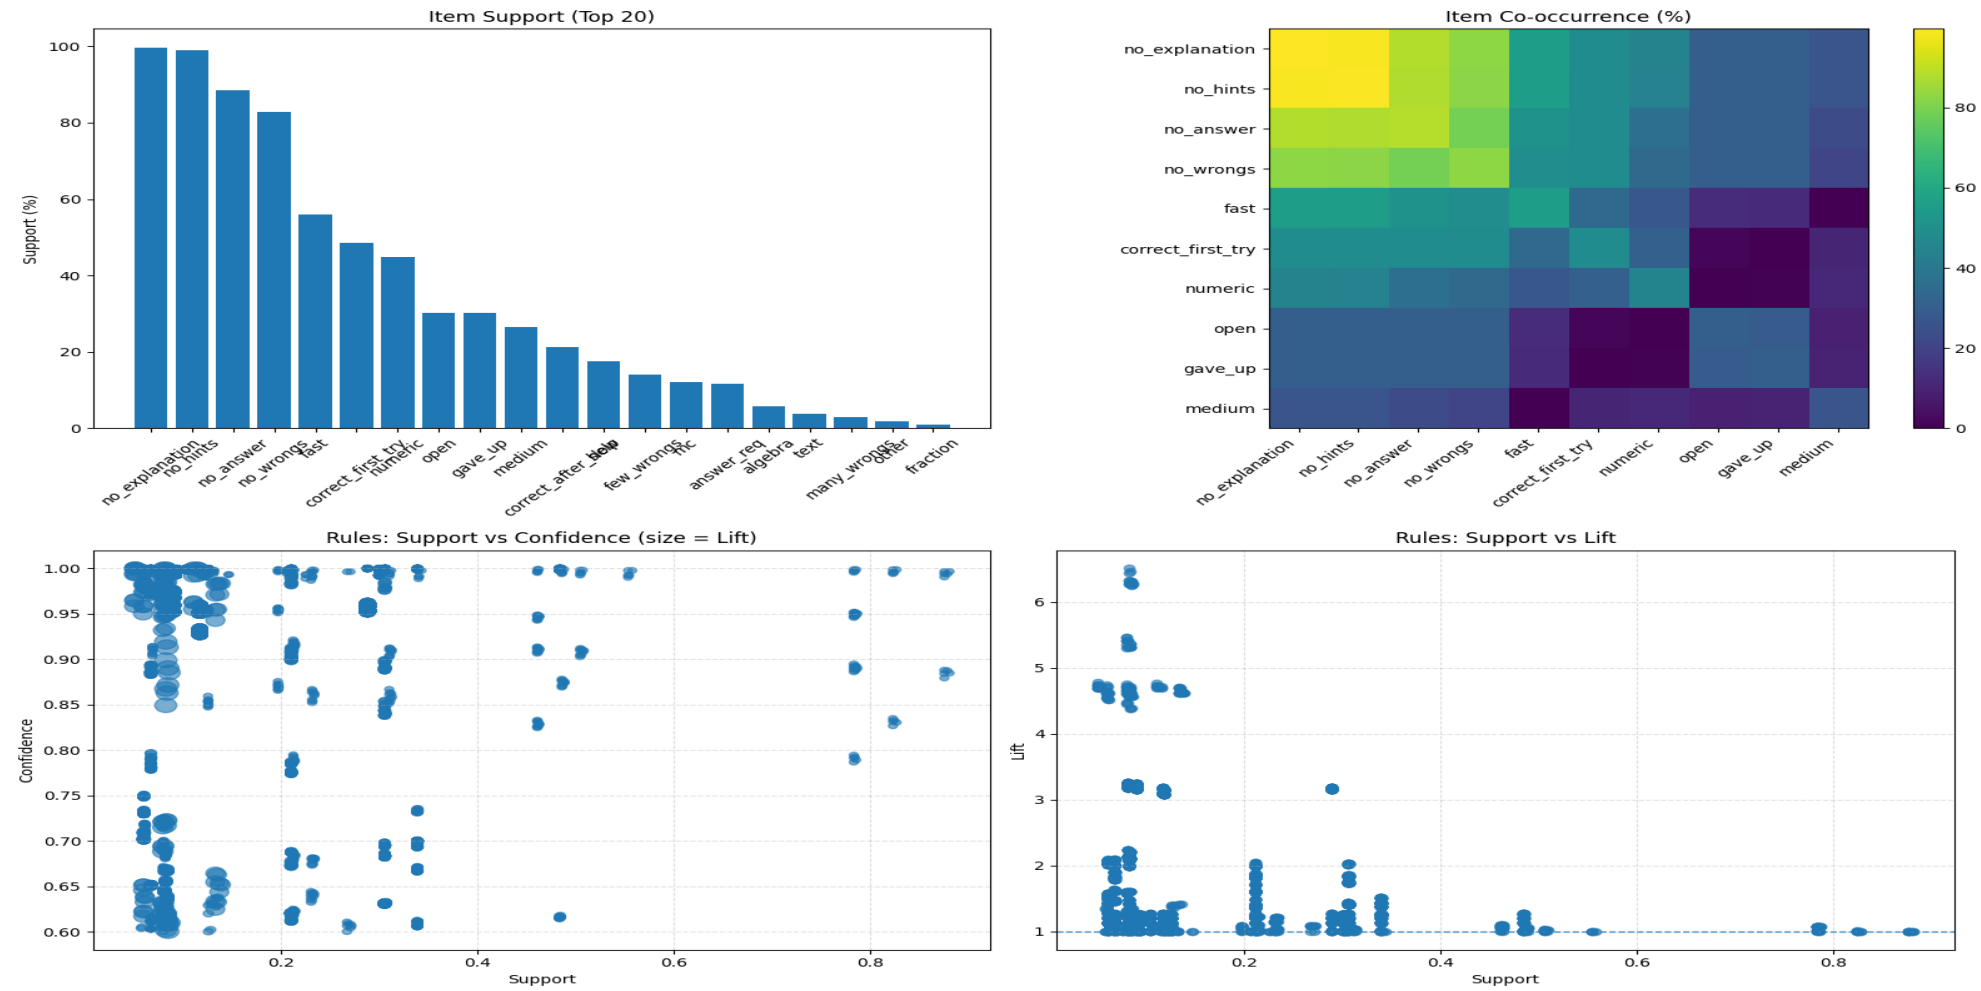 Item Support (Top 20)
Support (%)
100
80
60
40
20
0
no_explanation
no_hints
no_answer
no_wrongs
fast
correct_first_try
numeric
open
gave_up
medium
correct_after_help
few_wrongs
mc
answer_req
algebra
text
many_wrongs
other
fraction
Item Co-occurrence (%)
no_explanation
no_hints
no_answer
no_wrongs
fast
correct_first_try
numeric
open
gave_up
medium
no_explanation
no_hints
no_answer
no_wrongs
fast
correct_first_try
numeric
open
gave_up
medium
80
60
40
20
0
Rules: Support vs Confidence (size = Lift)
Confidence
1.00
0.95
0.90
0.85
0.80
0.75
0.70
0.65
0.60
0.2 0.4 0.6 0.8
Support
Rules: Support vs Lift
Lift
6
5
4
3
2
1
0.2 0.4 0.6 0.8
Support